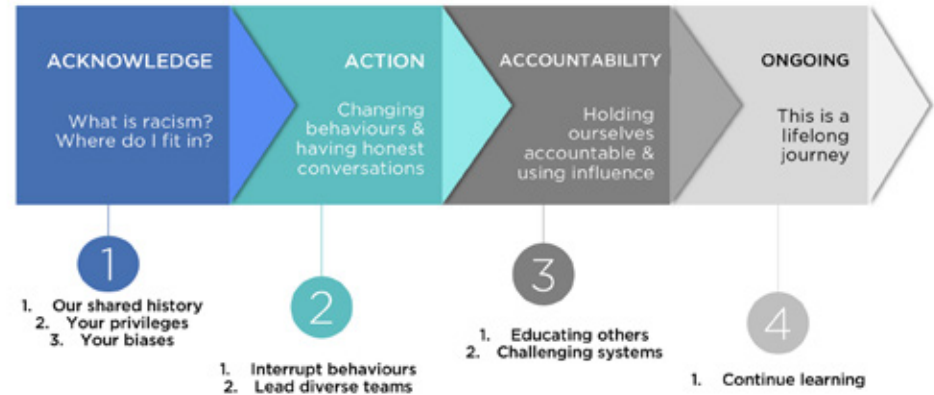 ACKNOWLEDGE
What is racism?
Where do I fit in?
ACTION
Changing
behaviours &
having honest
conversations
ACCOUNTABILITY
Holding
ourselves
accountable &
using influence
ONGOING
This is a
lifelong
journey
1
1. Our shared history
2. Your privileges
3. Your biases
2
1. Interrupt behaviours
2. Lead diverse teams
3
1. Educating others
2. Challenging systems
4
1. Continue learning